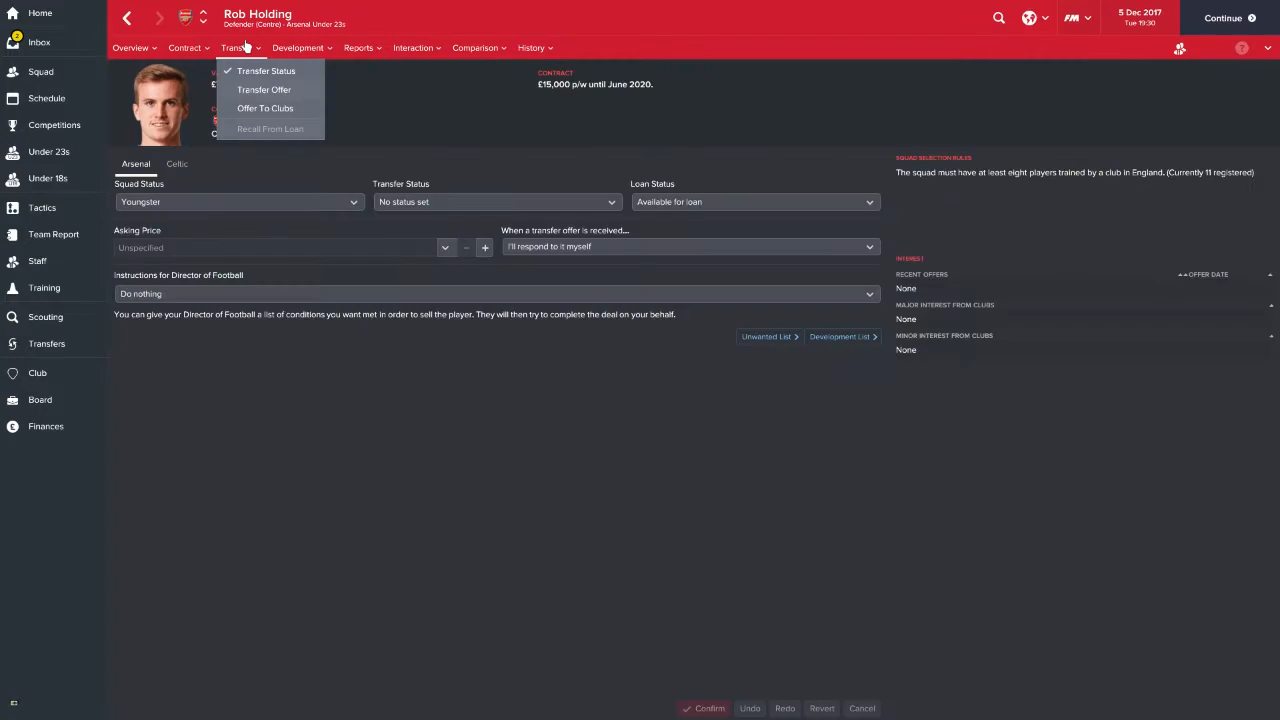 Home
2
Inbox
Squad
Schedule
Competitions
Under 23s
Under 18s
Tactics
Team Report
Staff
Training
Scouting
Transfers
Club
Board
Finances
Rob Holding
Defender (Centre) - Arsenal Under 23s
FM
5 Dec 2017
Tue 19:30
Continue
Overview
Contract
Development
Reports
Interaction
Comparison
History
?
Transfer Status
Transfer Offer
Offer To Clubs
Recall From Loan
CONTRACT
£15,000 p/w until June 2020.
Arsenal
Celtic
Squad Status
Transfer Status
Loan Status
Youngster
No status set
Available for loan
Asking Price
When a transfer offer is received...
Unspecified
I'll respond to it myself
Instructions for Director of Football
Do nothing
You can give your Director of Football a list of conditions you want met in order to sell the player. They will then try to complete the deal on your behalf.
Unwanted List
Development List
SQUAD SELECTION RULES
The squad must have at least eight players trained by a club in England. (Currently 11 registered)
INTEREST
RECENT OFFERS
OFFER DATE
None
MAJOR INTEREST FROM CLUBS
None
MINOR INTEREST FROM CLUBS
None
Confirm
Undo
Redo
Revert
Cancel